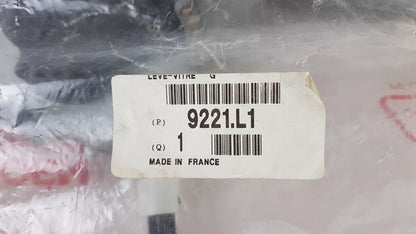 LEVE-VITRE G
(P) 9221.L1
(Q) 1
MADE IN FRANCE